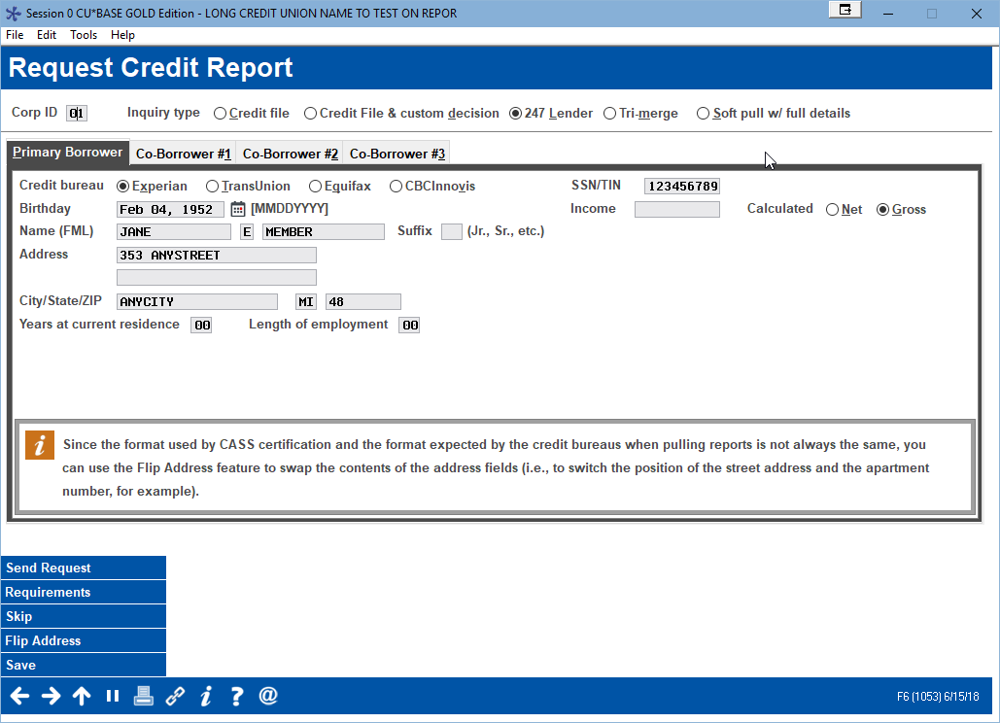 Session 0 CU*BASE GOLD Edition - LONG CREDIT UNION NAME TO TEST ON REPOR
File Edit Tools Help
Request Credit Report
Corp ID 01 Inquiry type Credit file Credit File & custom decision 247 Lender Tri-merge Soft pull w/ full details
Primary Borrower Co-Borrower #1 Co-Borrower #2 Co-Borrower #3
Credit bureau Experian TransUnion Equifax CBCInnovis SSN/TIN 123456789
Birthday Feb 04, 1952 [MMDDYYYY] Income Calculated Net Gross
Name (FML) JANE E MEMBER Suffix (Jr., Sr., etc.)
Address 353 ANYSTREET
City/State/ZIP ANYCITY MI 48
Years at current residence 00 Length of employment 00
Since the format used by CASS certification and the format expected by the credit bureaus when pulling reports is not always the same, you
can use the Flip Address feature to swap the contents of the address fields (i.e., to switch the position of the street address and the apartment
number, for example).
Send Request
Requirements
Skip
Flip Address
Save
F6 (1053) 6/15/18